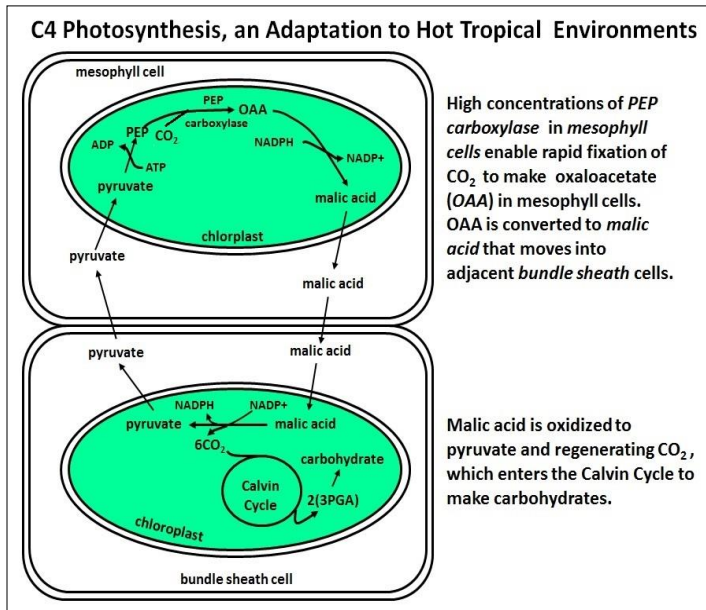 C4 Photosynthesis, an Adaptation to Hot Tropical Environments
mesophyll cell
PEP
carboxylase
OAA
PEP
CO₂
ADP
ATP
pyruvate
NADPH
NADP+
malic acid
chlorplast
pyruvate
malic acid
High concentrations of PEP
carboxylase in mesophyll
cells enable rapid fixation of
CO₂ to make oxaloacetate
(OAA) in mesophyll cells.
OAA is converted to malic
acid that moves into
adjacent bundle sheath cells.
pyruvate
malic acid
NADPH
NADP+
pyruvate
malic acid
6CO₂
carbohydrate
Calvin
Cycle
2(3PGA)
chloroplast
bundle sheath cell
Malic acid is oxidized to
pyruvate and regenerating CO₂ ,
which enters the Calvin Cycle to
make carbohydrates.